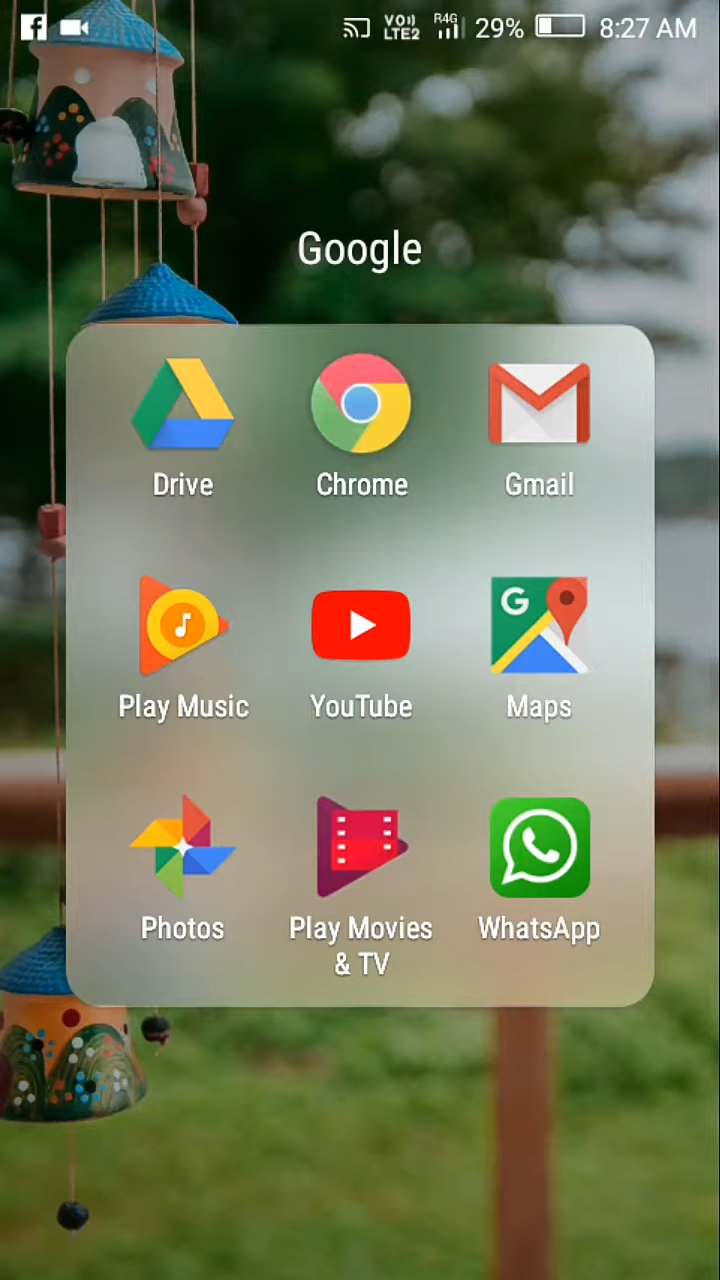 VO)) LTE2 R4G 29% 8:27 AM
Google
Drive Chrome Gmail
Play Music YouTube Maps
Photos Play Movies & TV WhatsApp